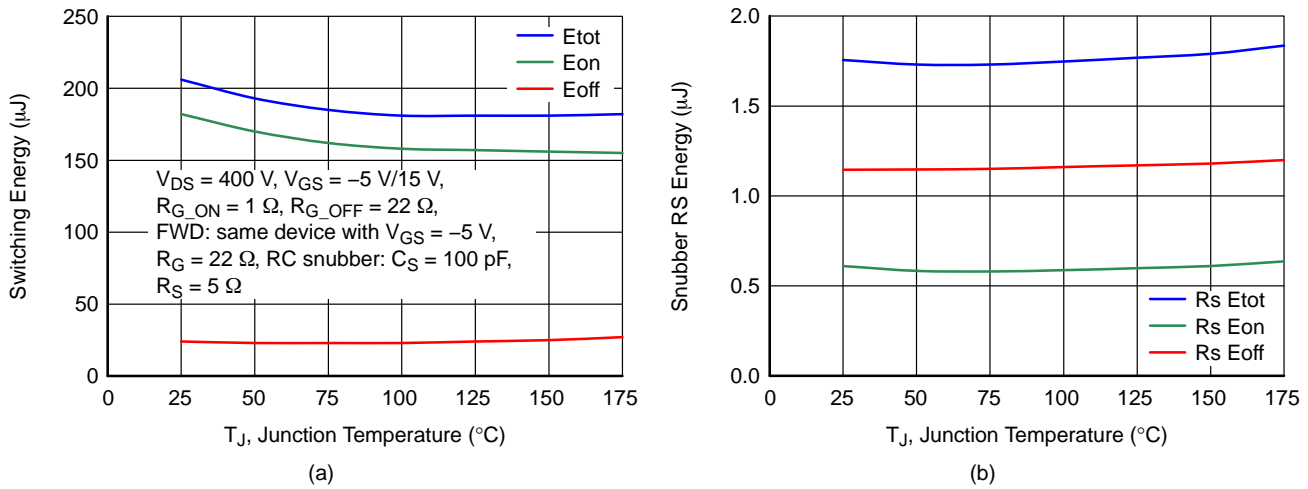 250
200
150
100
50
0
Switching Energy (μJ)
Etot
Eon
Eoff
V_DS = 400 V, V_GS = −5 V/15 V,
R_G_ON = 1 Ω, R_G_OFF = 22 Ω,
FWD: same device with V_GS = −5 V,
R_G = 22 Ω, RC snubber: C_S = 100 pF,
R_S = 5 Ω
0 25 50 75 100 125 150 175
T_J, Junction Temperature (°C)
(a)
2.0
1.5
1.0
0.5
0.0
Snubber RS Energy (μJ)
Rs Etot
Rs Eon
Rs Eoff
0 25 50 75 100 125 150 175
T_J, Junction Temperature (°C)
(b)